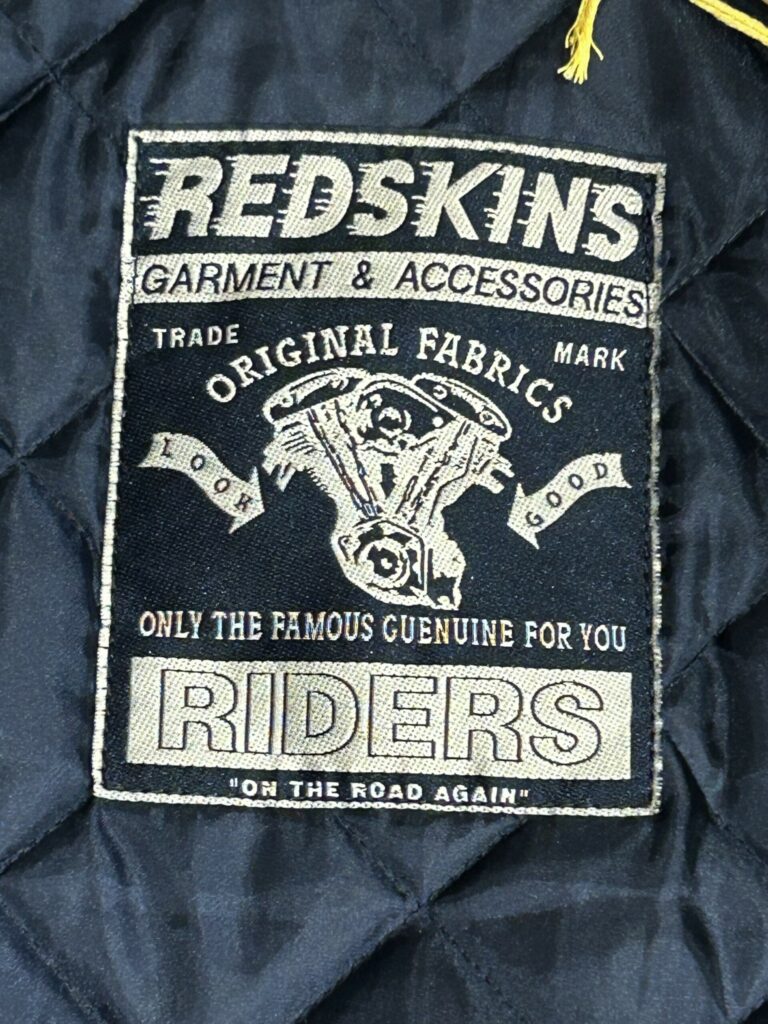 REDSKINS
GARMENT & ACCESSORIES
TRADE MARK
ORIGINAL FABRICS
LOOK GOOD
ONLY THE FAMOUS GUENUINE FOR YOU
RIDERS
"ON THE ROAD AGAIN"